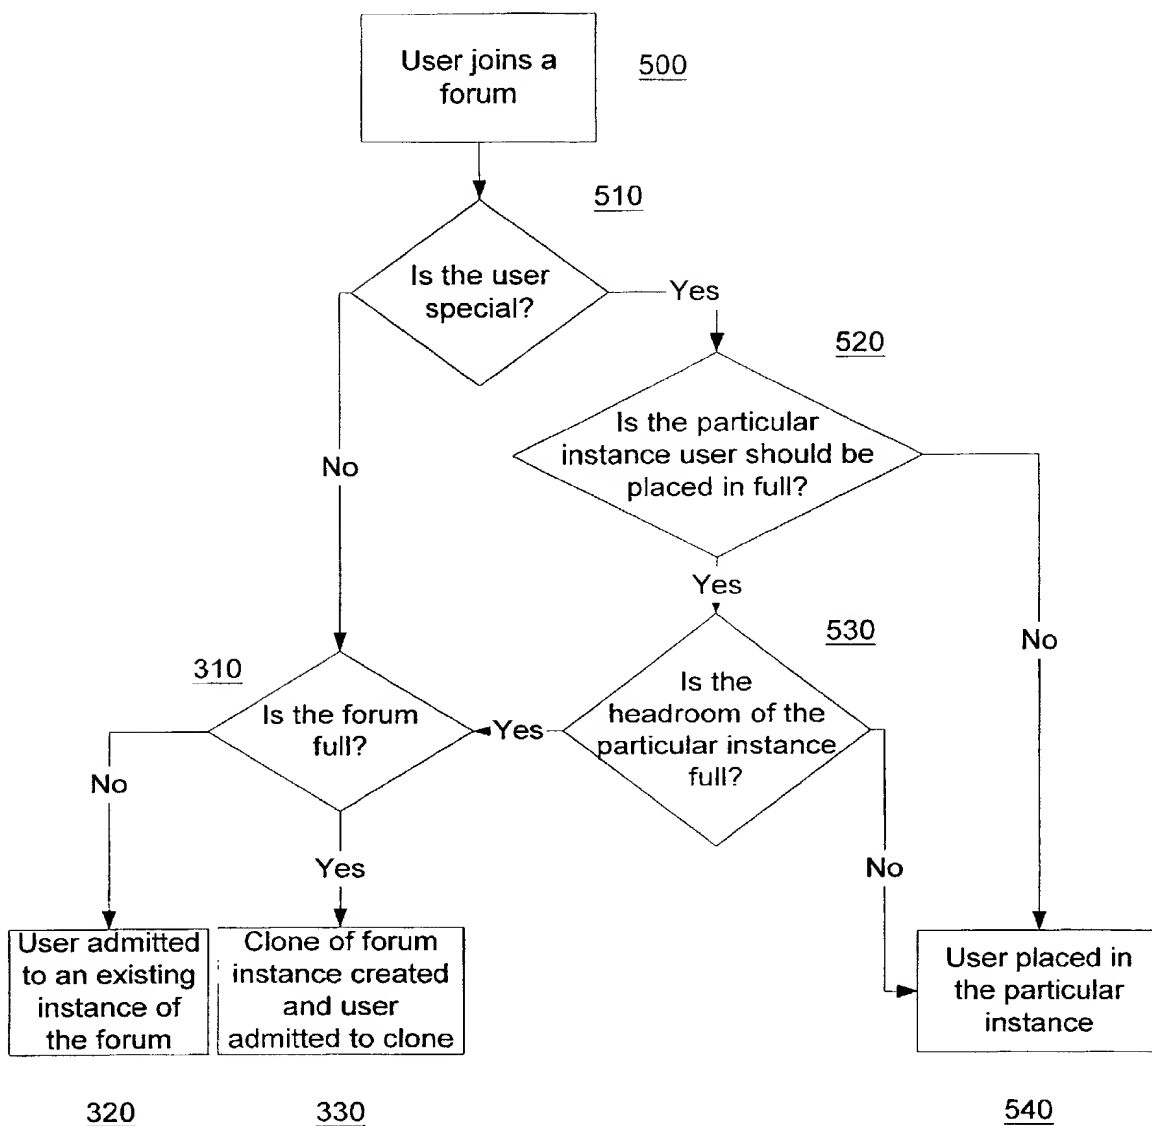 User joins a
forum
500
510
Is the user
special?
Yes
520
Is the particular
instance user should be
placed in full?
No
Yes
530
No
310
Is the forum
full?
Yes
Is the
headroom of the
particular instance
full?
No
Yes
No
User admitted
to an existing
instance of
the forum
Clone of forum
instance created
and user
admitted to clone
User placed in
the particular
instance
320
330
540